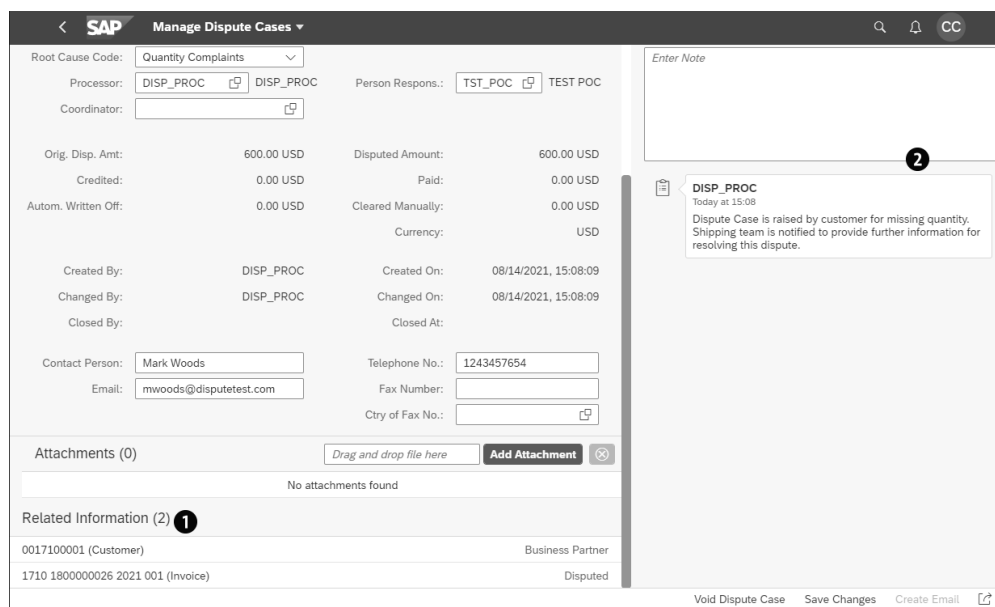 SAP Manage Dispute Cases CC
Root Cause Code: Quantity Complaints
Processor: DISP_PROC DISP_PROC Person Respons.: TST_POC TEST POC
Coordinator:
Orig. Disp. Amt: 600.00 USD Disputed Amount: 600.00 USD
Credited: 0.00 USD Paid: 0.00 USD
Autom. Written Off: 0.00 USD Cleared Manually: 0.00 USD
Currency: USD
Created By: DISP_PROC Created On: 08/14/2021, 15:08:09
Changed By: DISP_PROC Changed On: 08/14/2021, 15:08:09
Closed By: Closed At:
Contact Person: Mark Woods Telephone No.: 1243457654
Email: mwoods@disputetest.com Fax Number:
Ctry of Fax No.:
Attachments (0) Drag and drop file here Add Attachment
No attachments found
Related Information (2) 1
0017100001 (Customer) Business Partner
1710 1800000026 2021 001 (Invoice) Disputed
Enter Note
2
DISP_PROC
Today at 15:08
Dispute Case is raised by customer for missing quantity.
Shipping team is notified to provide further information for
resolving this dispute.
Void Dispute Case Save Changes Create Email